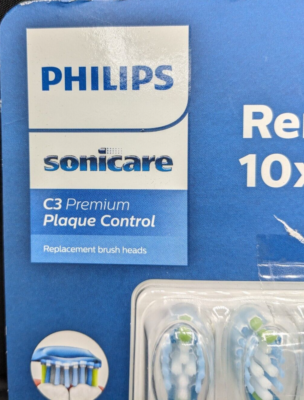 PHILIPS
sonicare
C3 Premium
Plaque Control
Replacement brush heads